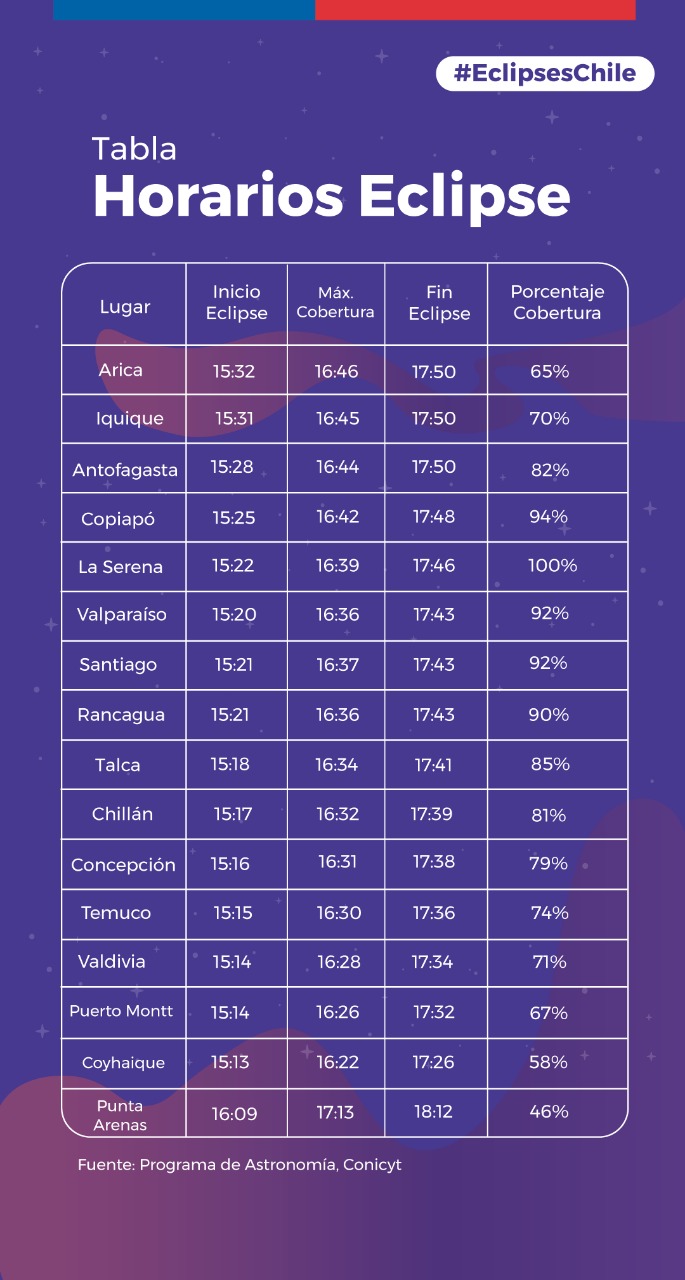 #EclipsesChile
Tabla
Horarios Eclipse
Lugar Inicio Eclipse Máx. Cobertura Fin Eclipse Porcentaje Cobertura
Arica 15:32 16:46 17:50 65%
Iquique 15:31 16:45 17:50 70%
Antofagasta 15:28 16:44 17:50 82%
Copiapó 15:25 16:42 17:48 94%
La Serena 15:22 16:39 17:46 100%
Valparaíso 15:20 16:36 17:43 92%
Santiago 15:21 16:37 17:43 92%
Rancagua 15:21 16:36 17:43 90%
Talca 15:18 16:34 17:41 85%
Chillán 15:17 16:32 17:39 81%
Concepción 15:16 16:31 17:38 79%
Temuco 15:15 16:30 17:36 74%
Valdivia 15:14 16:28 17:34 71%
Puerto Montt 15:14 16:26 17:32 67%
Coyhaique 15:13 16:22 17:26 58%
Punta Arenas 16:09 17:13 18:12 46%
Fuente: Programa de Astronomía, Conicyt